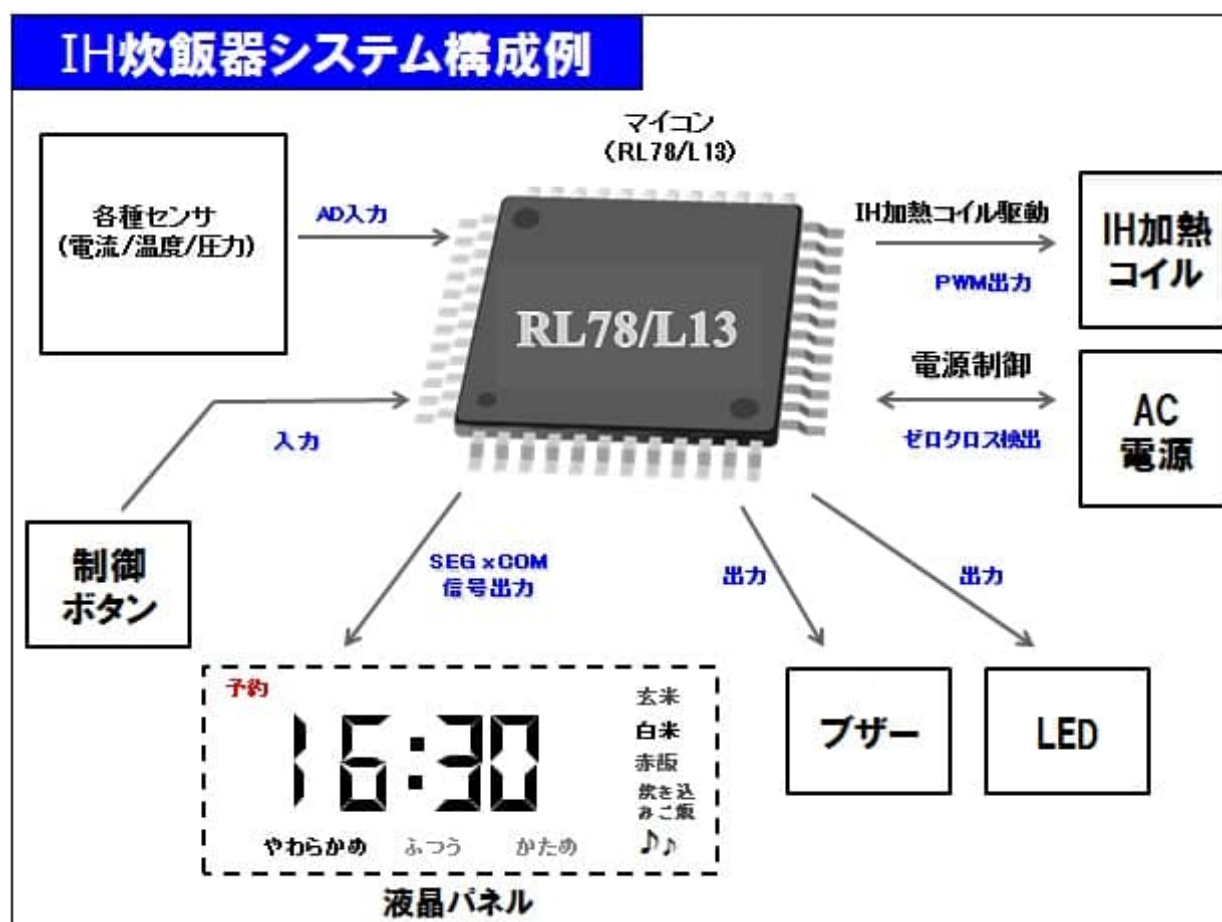 IH炊飯器システム構成例
マイコン
(RL78/L13)
各種センサ
(電流/温度/圧力)
AD入力
RL78/L13
IH加熱コイル駆動
PWM出力
IH加熱
コイル
電源制御
ゼロクロス検出
AC
電源
入力
制御
ボタン
SEG×COM
信号出力
出力
出力
予約
16:30
玄米
白米
赤飯
炊き込
みご飯
♪♪
やわらかめ ふつう かため
液晶パネル
ブザー
LED